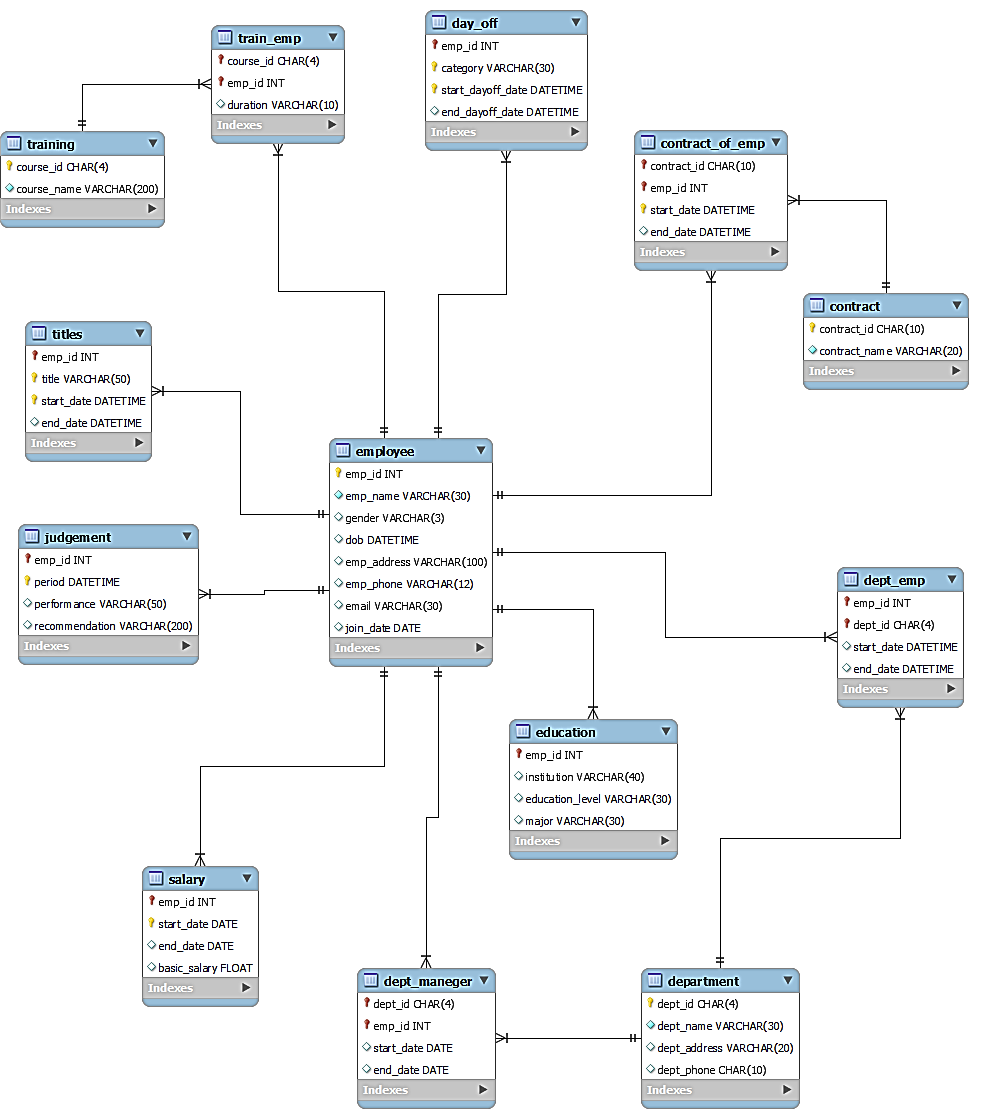 train_emp
course_id CHAR(4)
emp_id INT
duration VARCHAR(10)
Indexes
day_off
emp_id INT
category VARCHAR(30)
start_dayoff_date DATETIME
end_dayoff_date DATETIME
Indexes
training
course_id CHAR(4)
course_name VARCHAR(200)
Indexes
contract_of_emp
contract_id CHAR(10)
emp_id INT
start_date DATETIME
end_date DATETIME
Indexes
contract
contract_id CHAR(10)
contract_name VARCHAR(20)
Indexes
titles
emp_id INT
title VARCHAR(50)
start_date DATETIME
end_date DATETIME
Indexes
employee
emp_id INT
emp_name VARCHAR(30)
gender VARCHAR(3)
dob DATETIME
emp_address VARCHAR(100)
emp_phone VARCHAR(12)
email VARCHAR(30)
join_date DATE
Indexes
judgement
emp_id INT
period DATETIME
performance VARCHAR(50)
recommendation VARCHAR(200)
Indexes
dept_emp
emp_id INT
dept_id CHAR(4)
start_date DATETIME
end_date DATETIME
Indexes
education
emp_id INT
institution VARCHAR(40)
education_level VARCHAR(30)
major VARCHAR(30)
Indexes
salary
emp_id INT
start_date DATE
end_date DATE
basic_salary FLOAT
Indexes
dept_maneger
dept_id CHAR(4)
emp_id INT
start_date DATE
end_date DATE
Indexes
department
dept_id CHAR(4)
dept_name VARCHAR(30)
dept_address VARCHAR(20)
dept_phone CHAR(10)
Indexes